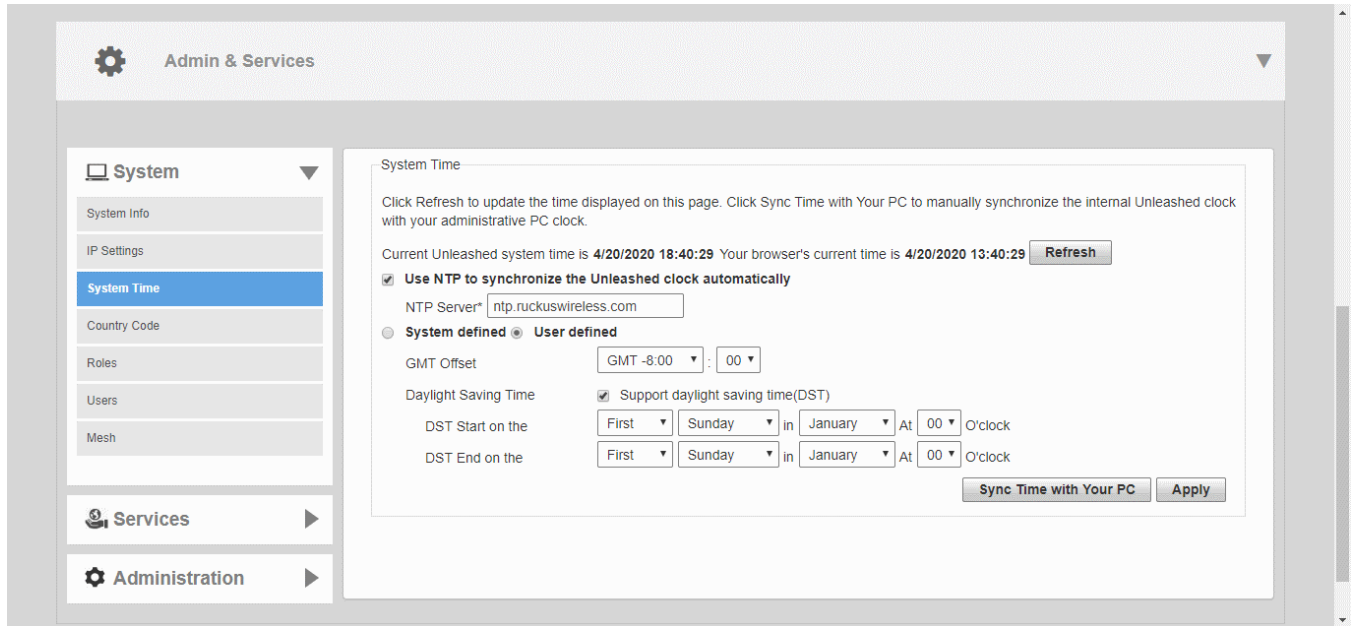 Admin & Services
System
System Info
IP Settings
System Time
Country Code
Roles
Users
Mesh
Services
Administration
System Time
Click Refresh to update the time displayed on this page. Click Sync Time with Your PC to manually synchronize the internal Unleashed clock
with your administrative PC clock.
Current Unleashed system time is 4/20/2020 18:40:29 Your browser's current time is 4/20/2020 13:40:29 Refresh
Use NTP to synchronize the Unleashed clock automatically
NTP Server* ntp.ruckuswireless.com
System defined User defined
GMT Offset GMT -8:00 : 00
Daylight Saving Time Support daylight saving time(DST)
DST Start on the First Sunday in January At 00 O'clock
DST End on the First Sunday in January At 00 O'clock
Sync Time with Your PC Apply